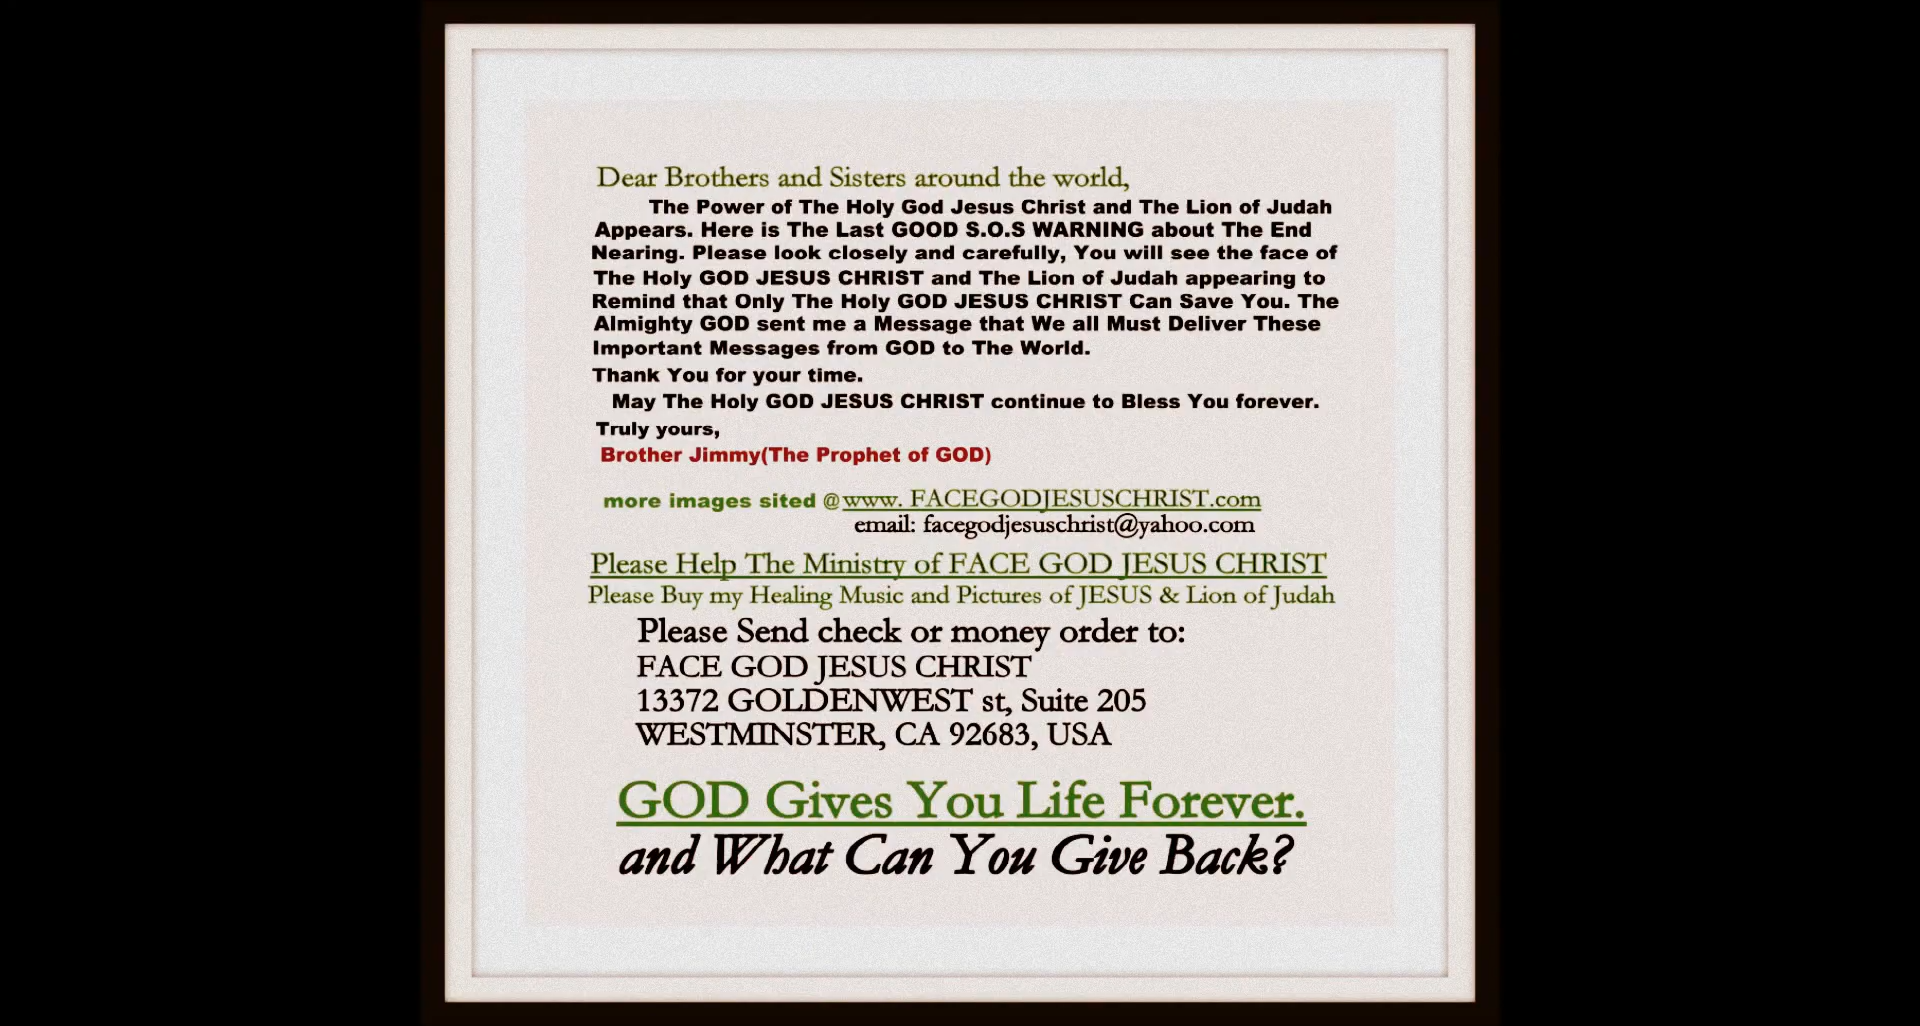 Dear Brothers and Sisters around the world,
The Power of The Holy God Jesus Christ and The Lion of Judah
Appears. Here is The Last GOOD S.O.S WARNING about The End
Nearing. Please look closely and carefully, You will see the face of
The Holy GOD JESUS CHRIST and The Lion of Judah appearing to
Remind that Only The Holy GOD JESUS CHRIST Can Save You. The
Almighty GOD sent me a Message that We all Must Deliver These
Important Messages from GOD to The World.
Thank You for your time.
May The Holy GOD JESUS CHRIST continue to Bless You forever.
Truly yours,
Brother Jimmy(The Prophet of GOD)
more images sited @www. FACEGODJESUSCHRIST.com
email: facegodjesuschrist@yahoo.com
Please Help The Ministry of FACE GOD JESUS CHRIST
Please Buy my Healing Music and Pictures of JESUS & Lion of Judah
Please Send check or money order to:
FACE GOD JESUS CHRIST
13372 GOLDENWEST st, Suite 205
WESTMINSTER, CA 92683, USA
GOD Gives You Life Forever.
and What Can You Give Back?